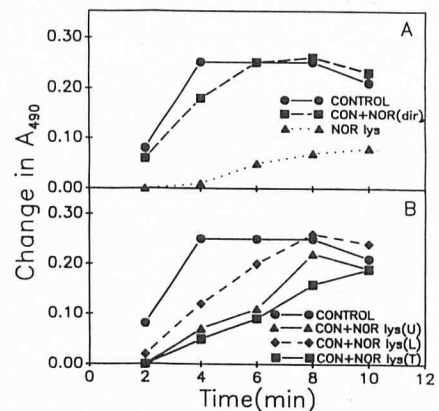 A
0.30
0.20
0.10
0.00
CONTROL
CON+NOR(dir)
NOR lys
Change in A490
B
0.30
0.20
0.10
0.00
CONTROL
CON+NOR lys(U)
CON+NOR lys(L)
CON+NOR lys(T)
0 2 4 6 8 10 12
Time(min)